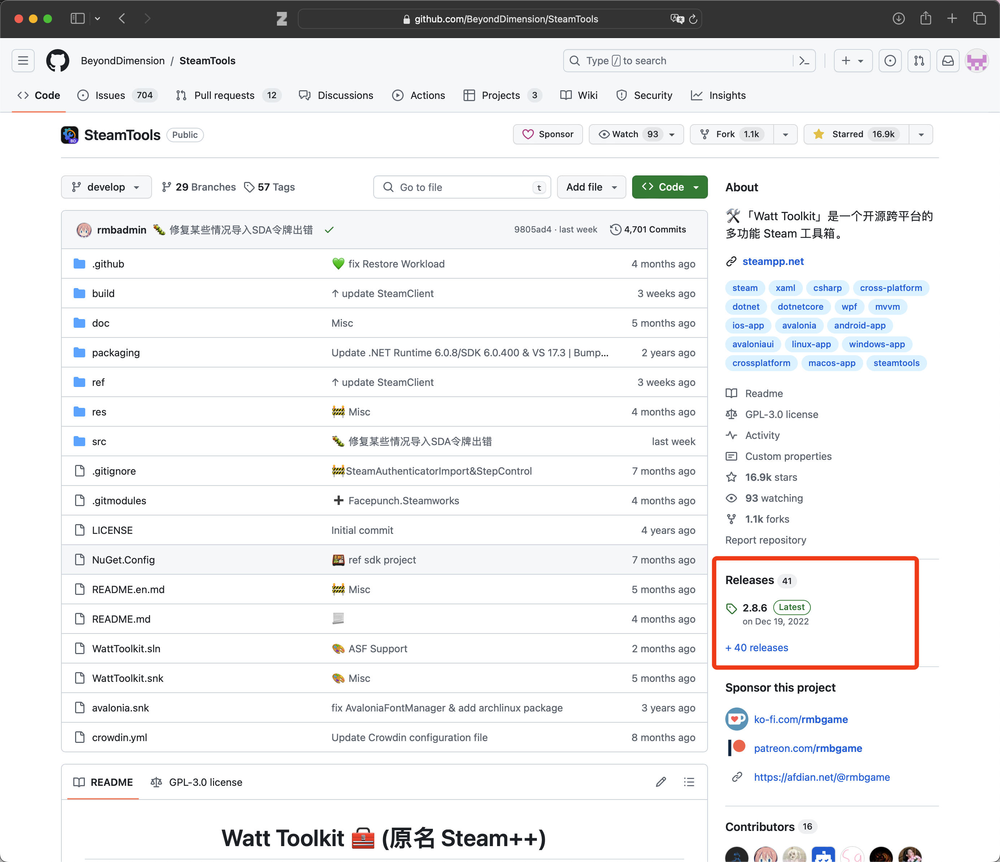 github.com/BeyondDimension/SteamTools
BeyondDimension / SteamTools
Type / to search
Code
Issues 704
Pull requests 12
Discussions
Actions
Projects 3
Wiki
Security
Insights
SteamTools Public
Sponsor
Watch 93
Fork 1.1k
Starred 16.9k
develop
29 Branches
57 Tags
Go to file t
Add file
Code
rmbadmin 修复某些情况导入SDA令牌出错
9805ad4 · last week
4,701 Commits
.github fix Restore Workload 4 months ago
build ↑ update SteamClient 3 weeks ago
doc Misc 5 months ago
packaging Update .NET Runtime 6.0.8/SDK 6.0.400 & VS 17.3 | Bump... 2 years ago
ref ↑ update SteamClient 3 weeks ago
res 🚧 Misc 4 months ago
src 🐛 修复某些情况导入SDA令牌出错 last week
.gitignore 🚧SteamAuthenticatorImport&StepControl 7 months ago
.gitmodules ➕ Facepunch.Steamworks 4 months ago
LICENSE Initial commit 4 years ago
NuGet.Config 🍱 ref sdk project 7 months ago
README.en.md 🚧 Misc 5 months ago
README.md 4 months ago
WattToolkit.sln 🎨 ASF Support 2 months ago
WattToolkit.snk 🎨 Misc 5 months ago
avalonia.snk fix AvaloniaFontManager & add archlinux package 3 years ago
crowdin.yml Update Crowdin configuration file 8 months ago
README
GPL-3.0 license
Watt Toolkit 🧰 (原名 Steam++)
About
🛠「Watt Toolkit」是一个开源跨平台的
多功能 Steam 工具箱。
steampp.net
steam xaml csharp cross-platform
dotnet dotnetcore wpf mvvm
ios-app avalonia android-app
avaloniaui linux-app windows-app
crossplatform macos-app steamtools
Readme
GPL-3.0 license
Activity
Custom properties
16.9k stars
93 watching
1.1k forks
Report repository
Releases 41
2.8.6 Latest
on Dec 19, 2022
+ 40 releases
Sponsor this project
ko-fi.com/rmbgame
patreon.com/rmbgame
https://afdian.net/@rmbgame
Contributors 16